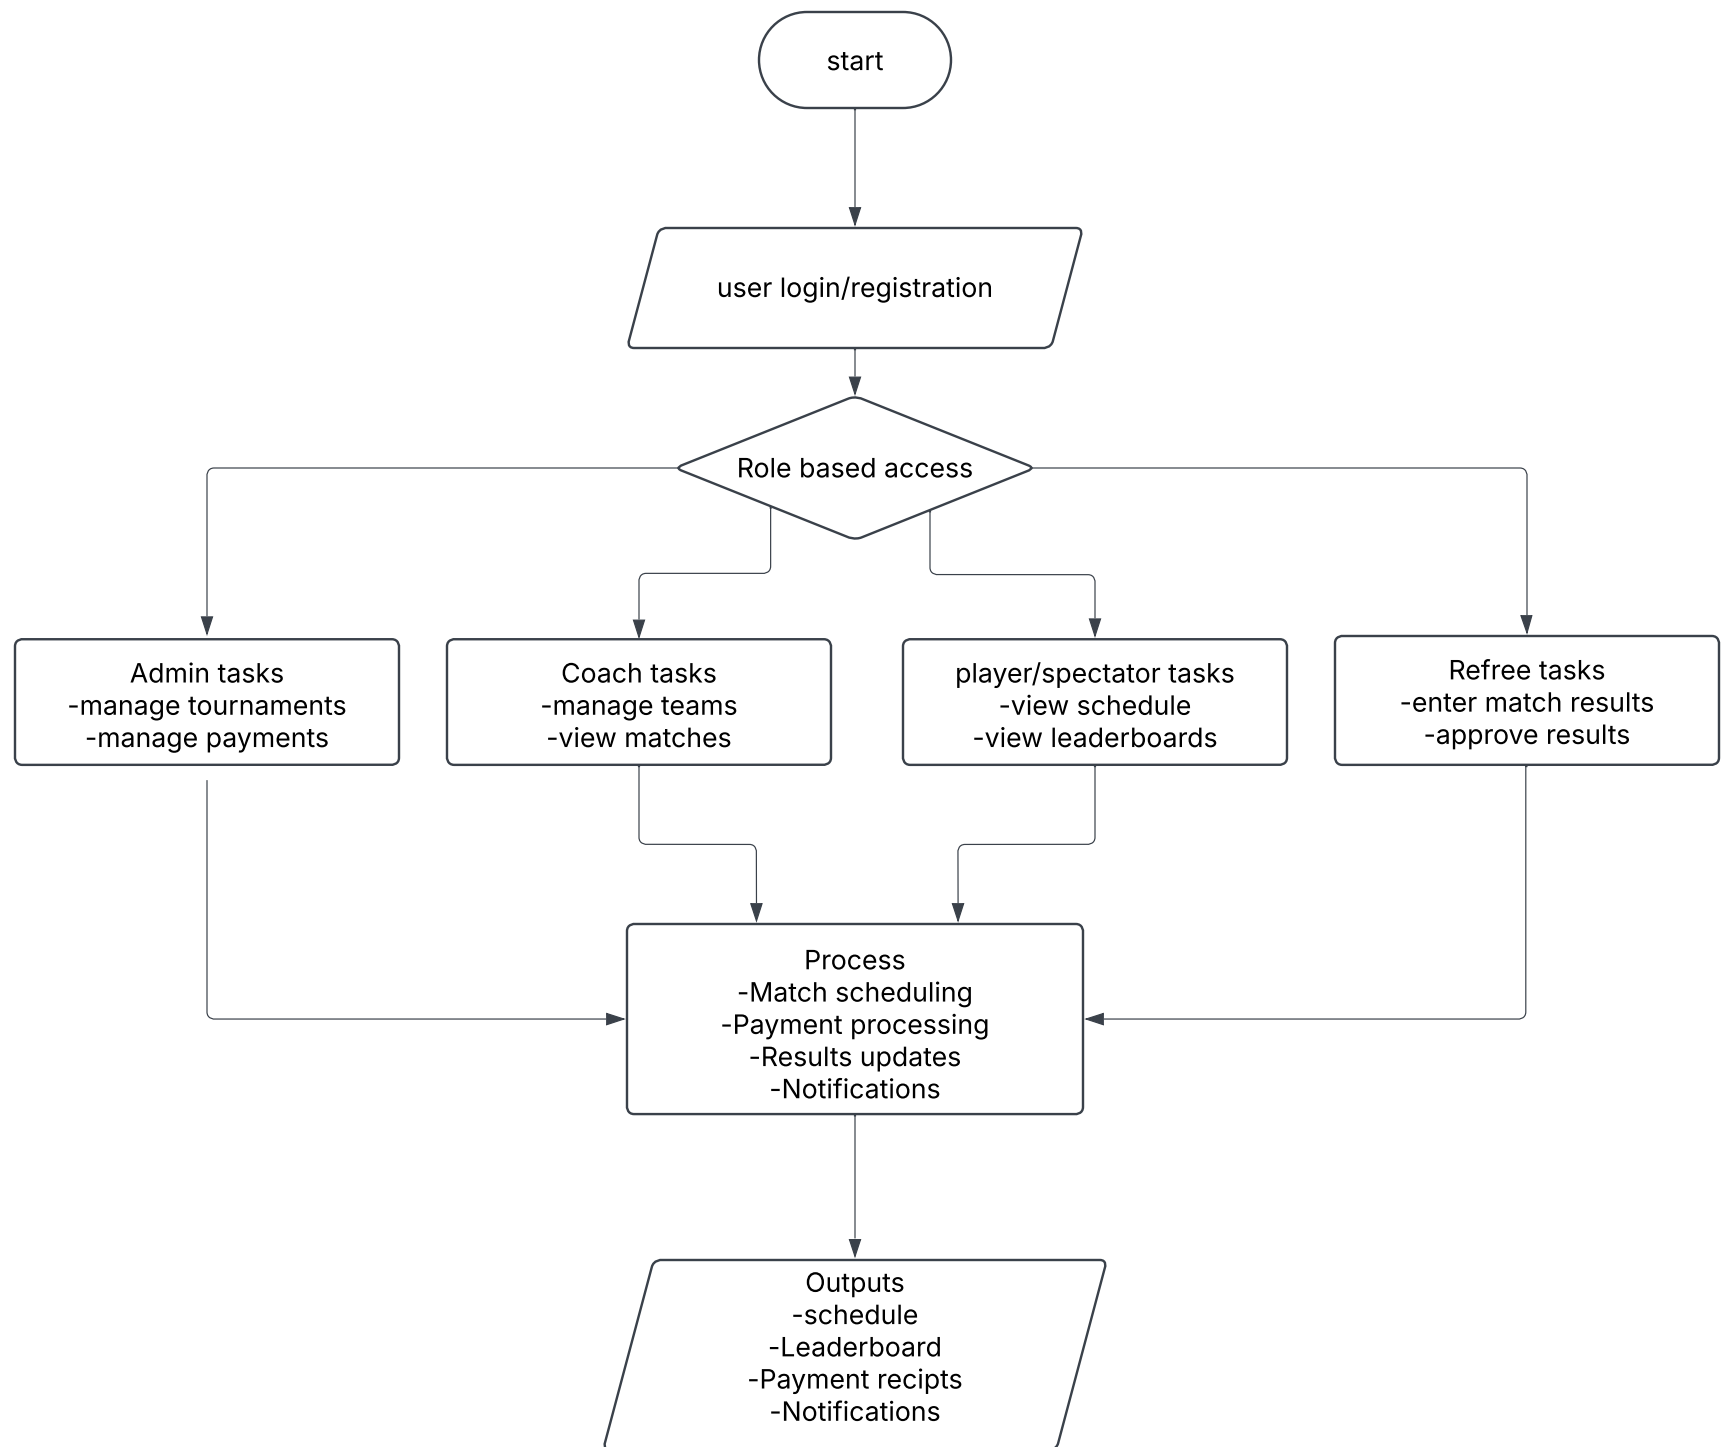 start
user login/registration
Role based access
Admin tasks
-manage tournaments
-manage payments
Coach tasks
-manage teams
-view matches
player/spectator tasks
-view schedule
-view leaderboards
Refree tasks
-enter match results
-approve results
Process
-Match scheduling
-Payment processing
-Results updates
-Notifications
Outputs
-schedule
-Leaderboard
-Payment recipts
-Notifications